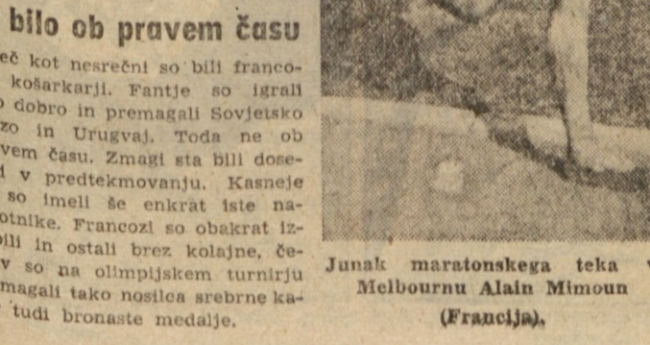 bilo ob pravem času
eč kot nesrečni so bili franco-
košarkarji. Fantje so igrali
o dobro in premagali Sovjetsko
zo in Urugvaj. Toda ne ob
vem času. Zmagi sta bili dose-
i v predtekmovanju. Kasneje
so imeli še enkrat iste na-
otnike. Francozi so obakrat iz-
bili in ostali brez kolajne, če-
v so na olimpijskem turnirju
magali tako nosilca srebrne ka-
tudi bronaste medalje.
Junak maratonskega teka v
Melbournu Alain Mimoun
(Francija).